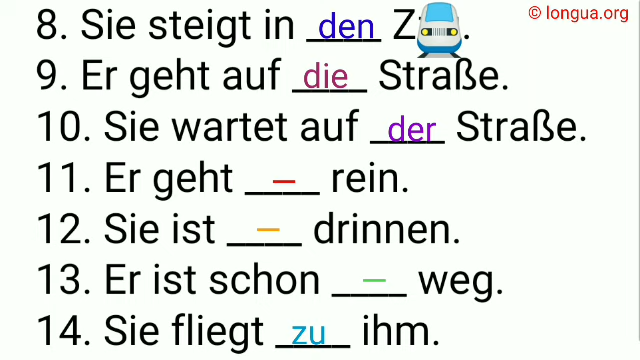 © longua.org
8. Sie steigt in den
9. Er geht auf die Straße.
10. Sie wartet auf der Straße.
11. Er geht — rein.
12. Sie ist — drinnen.
13. Er ist schon — weg.
14. Sie fliegt zu ihm.